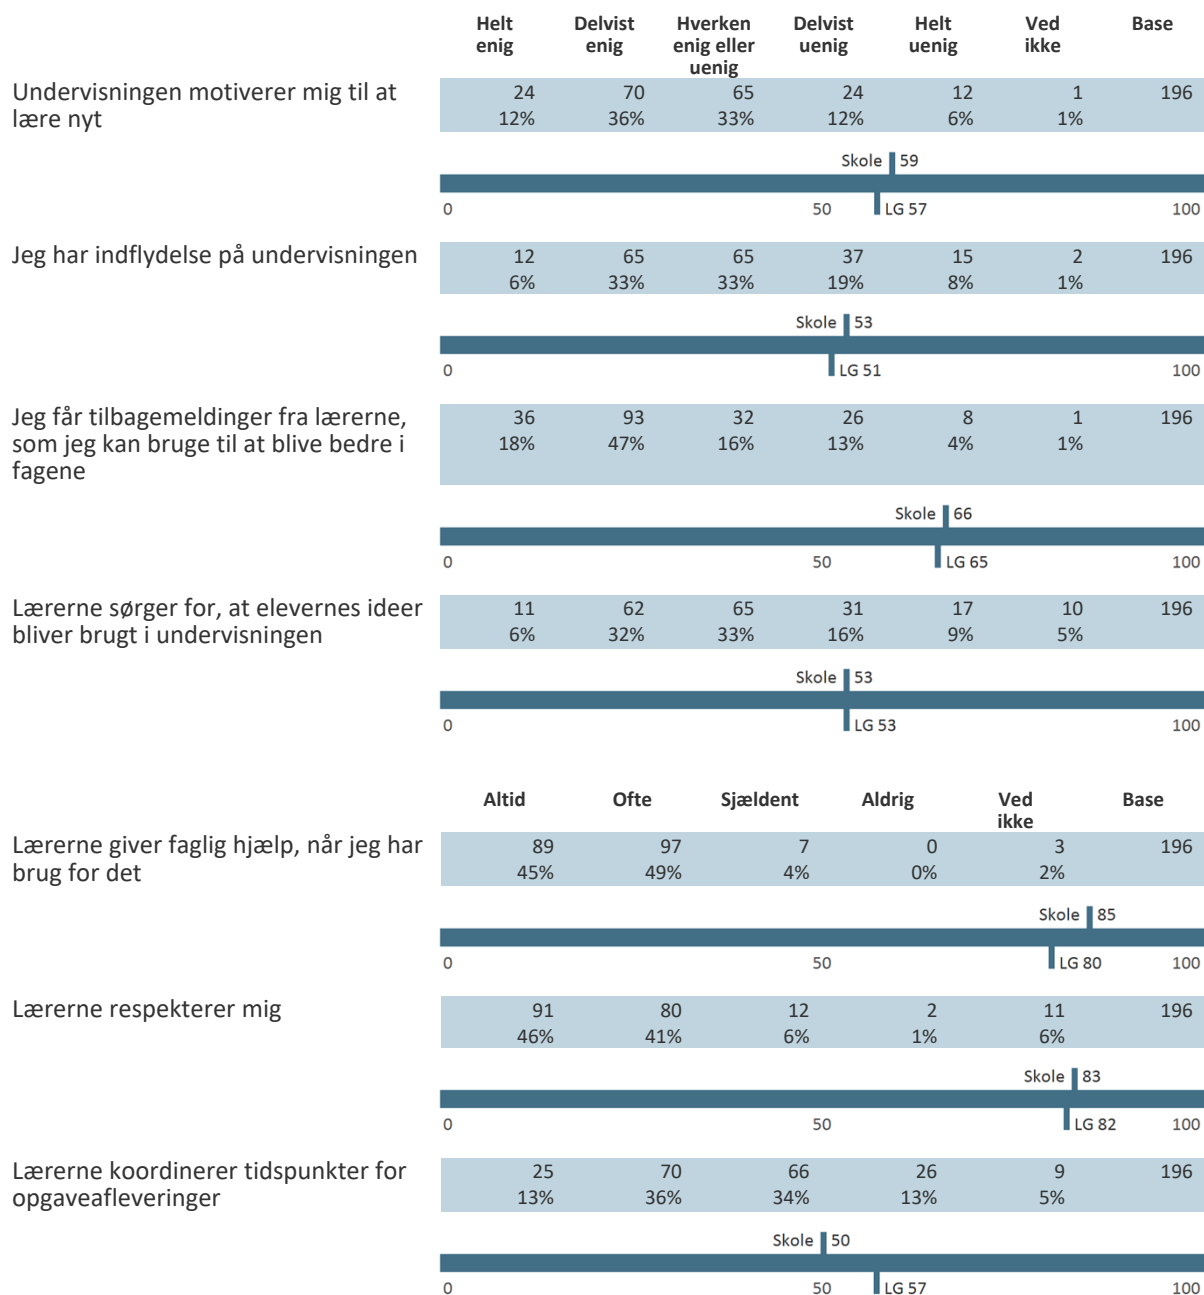 Helt enig Delvist enig Hverken enig eller uenig Delvist uenig Helt uenig Ved ikke Base
Undervisningen motiverer mig til at 24 70 65 24 12 1 196
lære nyt 12% 36% 33% 12% 6% 1%
Skole 59
0 50 LG 57 100
Jeg har indflydelse på undervisningen 12 65 65 37 15 2 196
6% 33% 33% 19% 8% 1%
Skole 53
0 LG 51 100
Jeg får tilbagemeldinger fra lærerne, 36 93 32 26 8 1 196
som jeg kan bruge til at blive bedre i 18% 47% 16% 13% 4% 1%
fagene
Skole 66
0 50 LG 65 100
Lærerne sørger for, at elevernes ideer 11 62 65 31 17 10 196
bliver brugt i undervisningen 6% 32% 33% 16% 9% 5%
Skole 53
0 LG 53 100
Altid Ofte Sjældent Aldrig Ved ikke Base
Lærerne giver faglig hjælp, når jeg har 89 97 7 0 3 196
brug for det 45% 49% 4% 0% 2%
Skole 85
0 50 LG 80 100
Lærerne respekterer mig 91 80 12 2 11 196
46% 41% 6% 1% 6%
Skole 83
0 50 LG 82 100
Lærerne koordinerer tidspunkter for 25 70 66 26 9 196
opgaveafleveringer 13% 36% 34% 13% 5%
Skole 50
0 50 LG 57 100